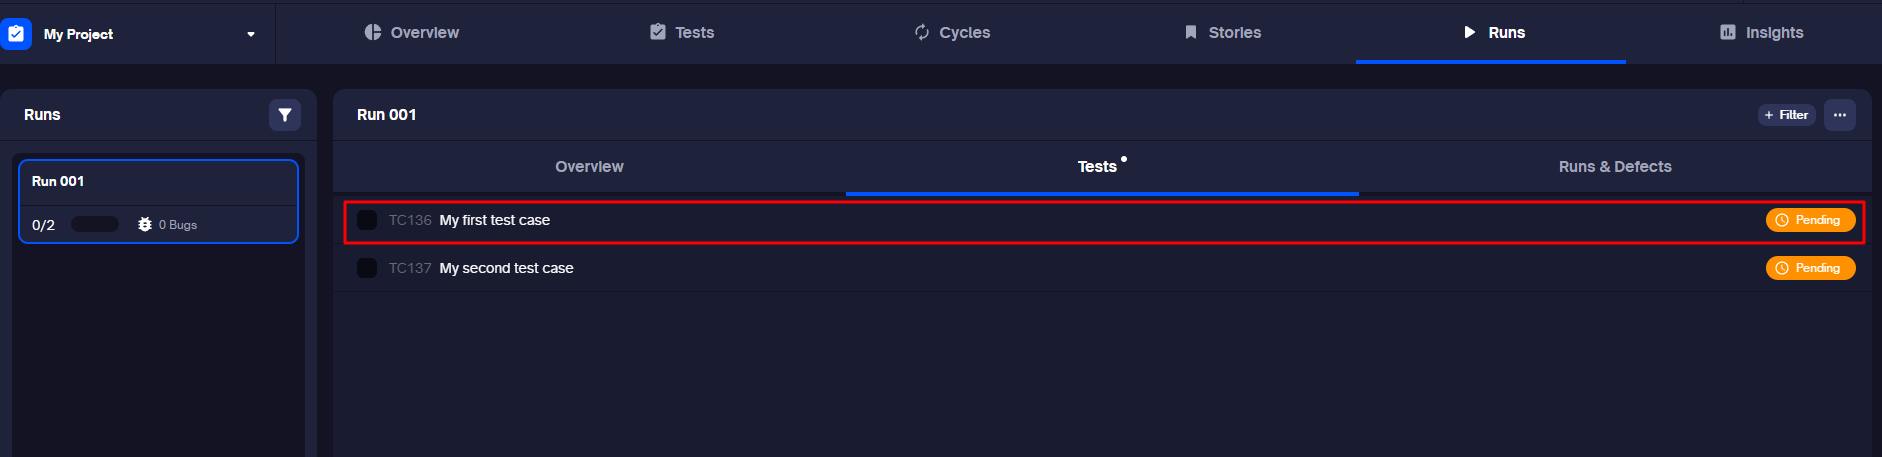 My Project
Overview
Tests
Cycles
Stories
Runs
Insights
Runs
Run 001
0/2
0 Bugs
Run 001
+ Filter
Overview
Tests
Runs & Defects
TC136 My first test case
Pending
TC137 My second test case
Pending